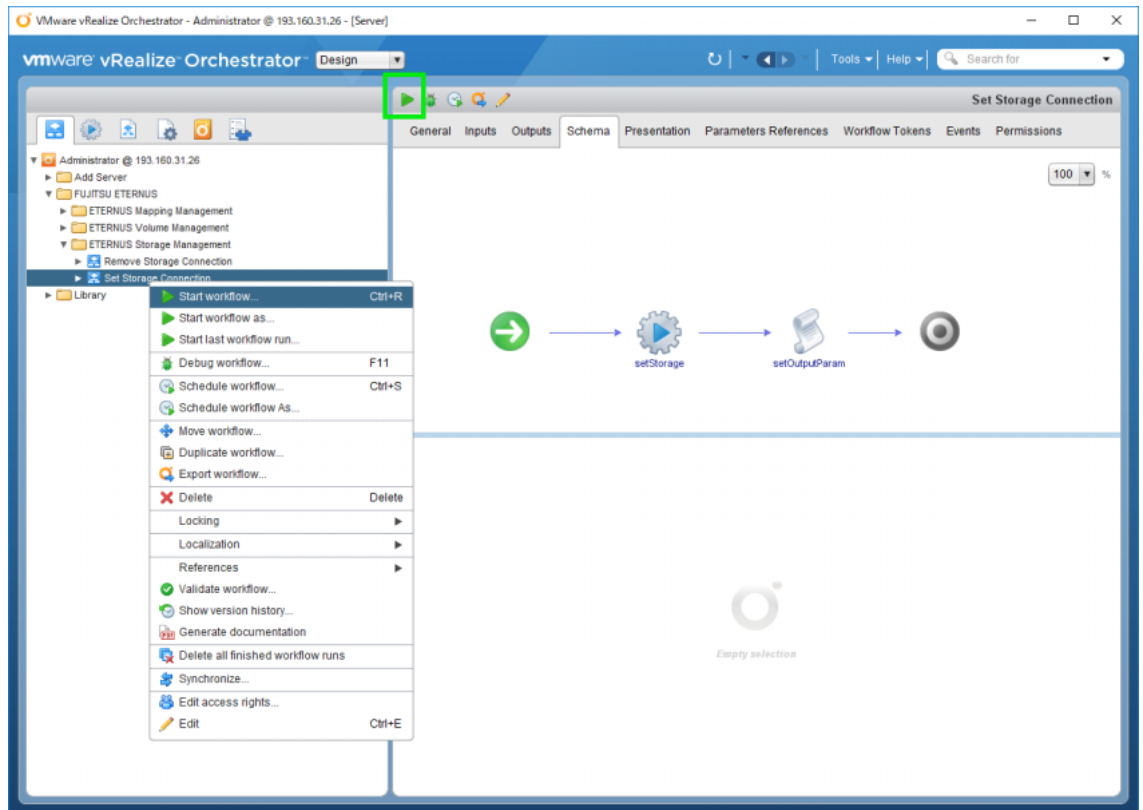 VMware vRealize Orchestrator - Administrator @ 193.160.31.26 - [Server]
vmware vRealize Orchestrator Design
Tools Help Search for
Set Storage Connection
General Inputs Outputs Schema Presentation Parameters References Workflow Tokens Events Permissions
100 %
Administrator @ 193.160.31.26
Add Server
FUJITSU ETERNUS
ETERNUS Mapping Management
ETERNUS Volume Management
ETERNUS Storage Management
Remove Storage Connection
Set Storage Connection
Library
Start workflow... Ctrl+R
Start workflow as...
Start last workflow run...
Debug workflow... F11
Schedule workflow... Ctrl+S
Schedule workflow As...
Move workflow...
Duplicate workflow...
Export workflow...
Delete Delete
Locking
Localization
References
Validate workflow...
Show version history...
Generate documentation
Delete all finished workflow runs
Synchronize...
Edit access rights...
Edit Ctrl+E
setStorage setOutputParam
Empty selection